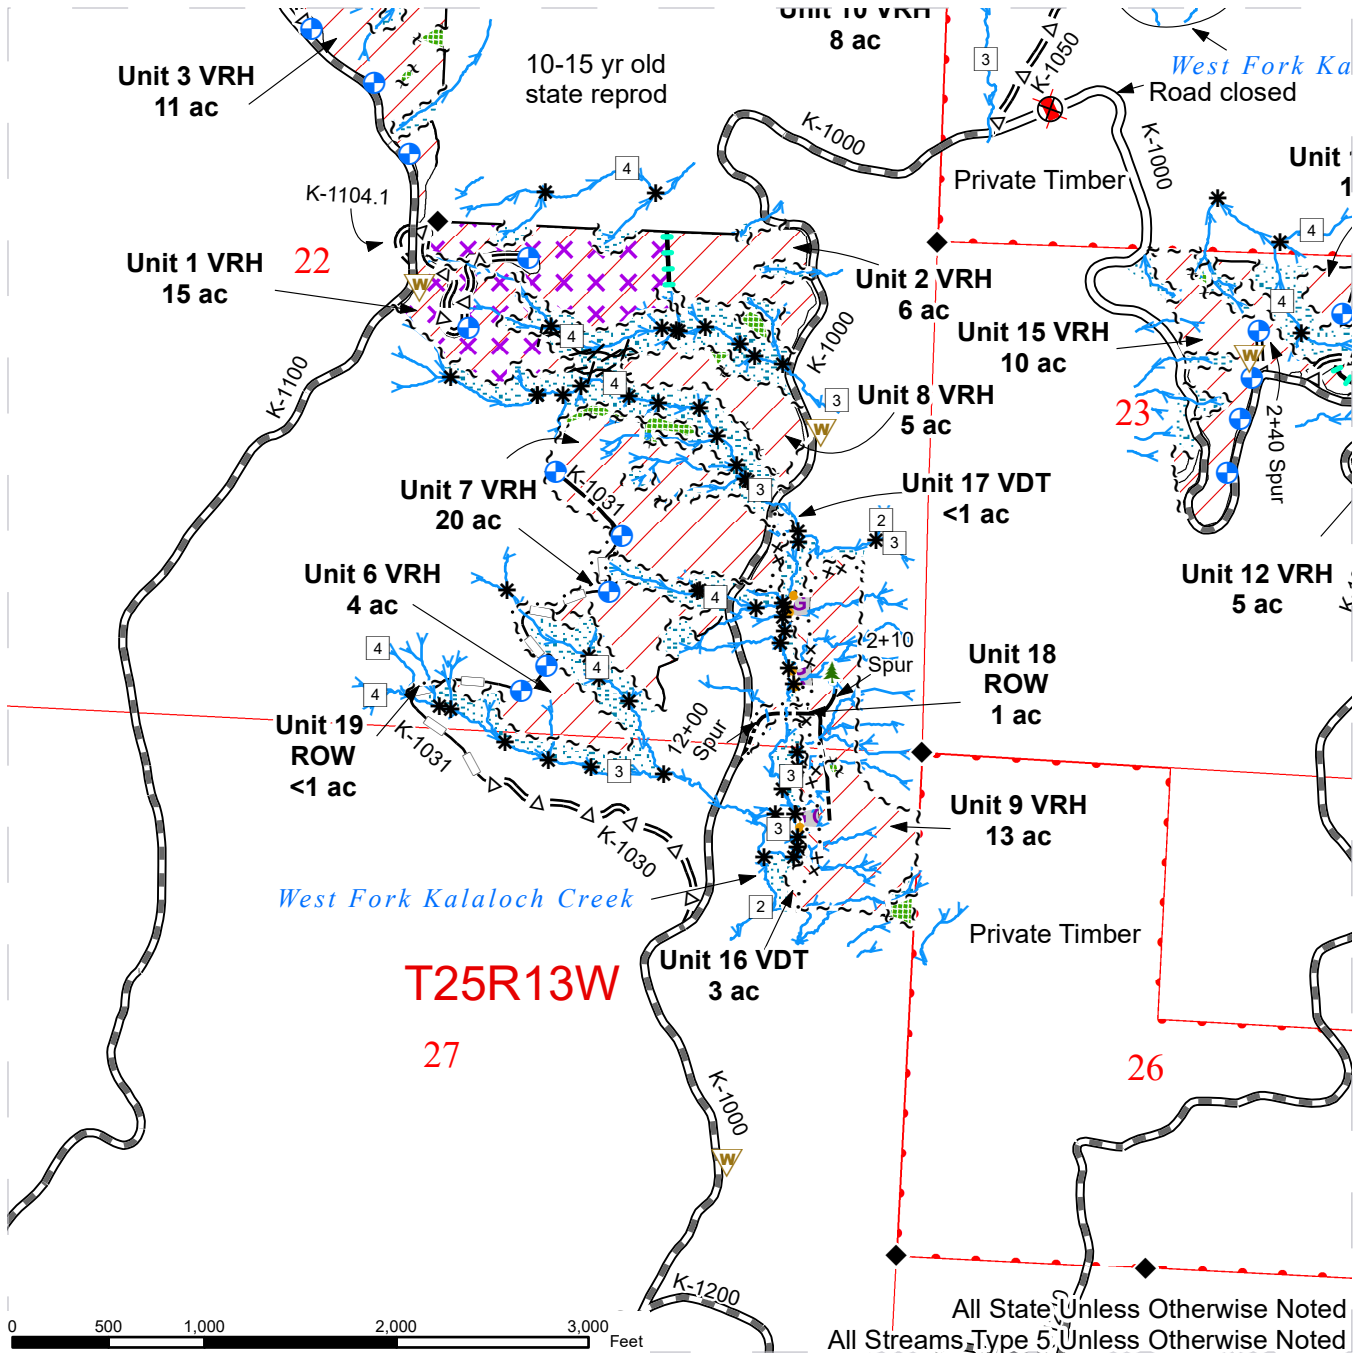 Unit 10 VRH
8 ac
Unit 3 VRH
11 ac
10-15 yr old
state reprod
3
K-1050
West Fork Ka
Road closed
K-1000
K-1000
Unit 1
1
4
K-1104.1
Private Timber
22
Unit 1 VRH
15 ac
W
4
Unit 2 VRH
6 ac
4
Unit 15 VRH
10 ac
W
K-1000
4
4
K-1100
3
Unit 8 VRH
5 ac
W
23
2+40 Spur
K-1031
Unit 7 VRH
20 ac
3
Unit 17 VDT
<1 ac
2
3
Unit 6 VRH
4 ac
4
G
Unit 12 VRH
5 ac
2+10
Spur
4
4
4
G
Unit 18
ROW
1 ac
Unit 19
ROW
<1 ac
K-1031
12+00
Spur
3
3
Unit 9 VRH
13 ac
3
K-1030
West Fork Kalaloch Creek
2
Private Timber
Unit 16 VDT
3 ac
T25R13W
27
26
K-1000
W
K-1200
All State Unless Otherwise Noted
All Streams Type 5 Unless Otherwise Noted
0 500 1,000 2,000 3,000
Feet